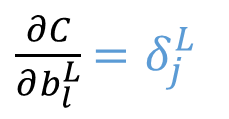 ∂C/∂b_l^L = δ_j^L